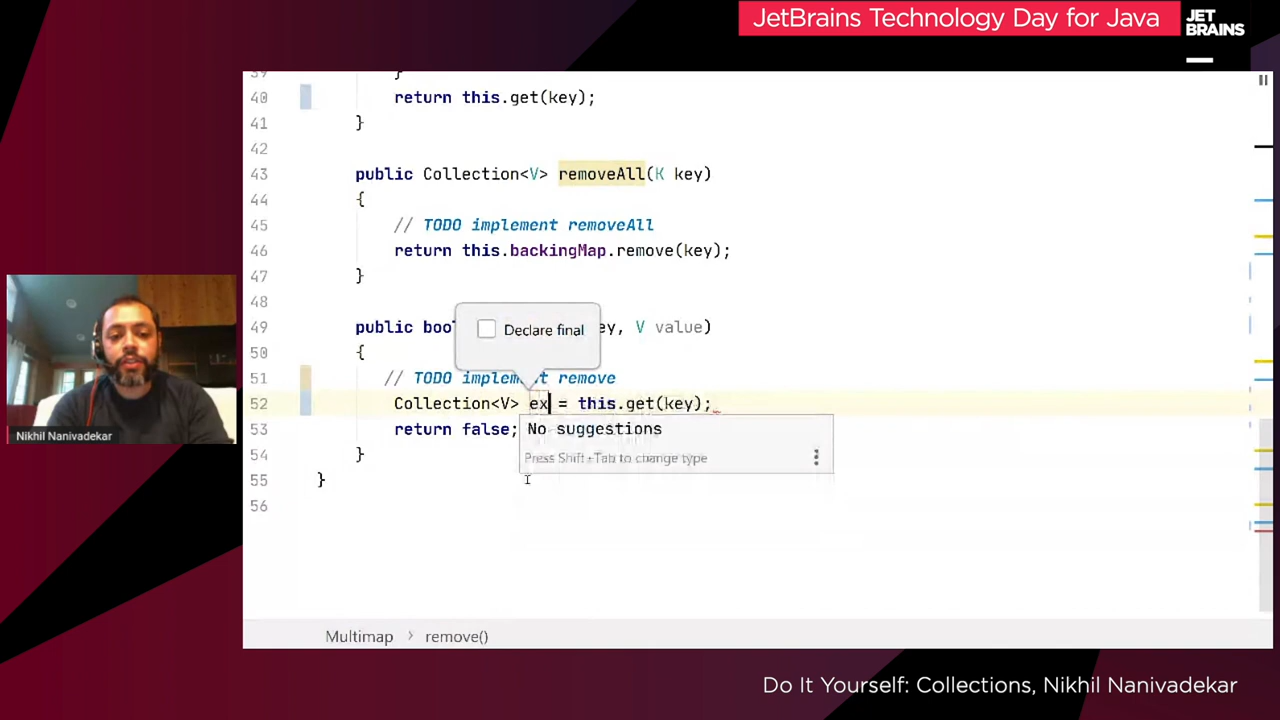 JetBrains Technology Day for Java
JET
BRAINS
39 }
40 return this.get(key);
41 }
42
43 public Collection<V> removeAll(K key)
44 {
45 // TODO implement removeAll
46 return this.backingMap.remove(key);
47 }
48
49 public boo ey, V value)
Declare final
50 {
51 // TODO implement remove
52 Collection<V> ex = this.get(key);
53 return false;
No suggestions
Press Shift+Tab to change type
54 }
55 }
56
Multimap > remove()
Nikhil Nanivadekar
Do It Yourself: Collections, Nikhil Nanivadekar